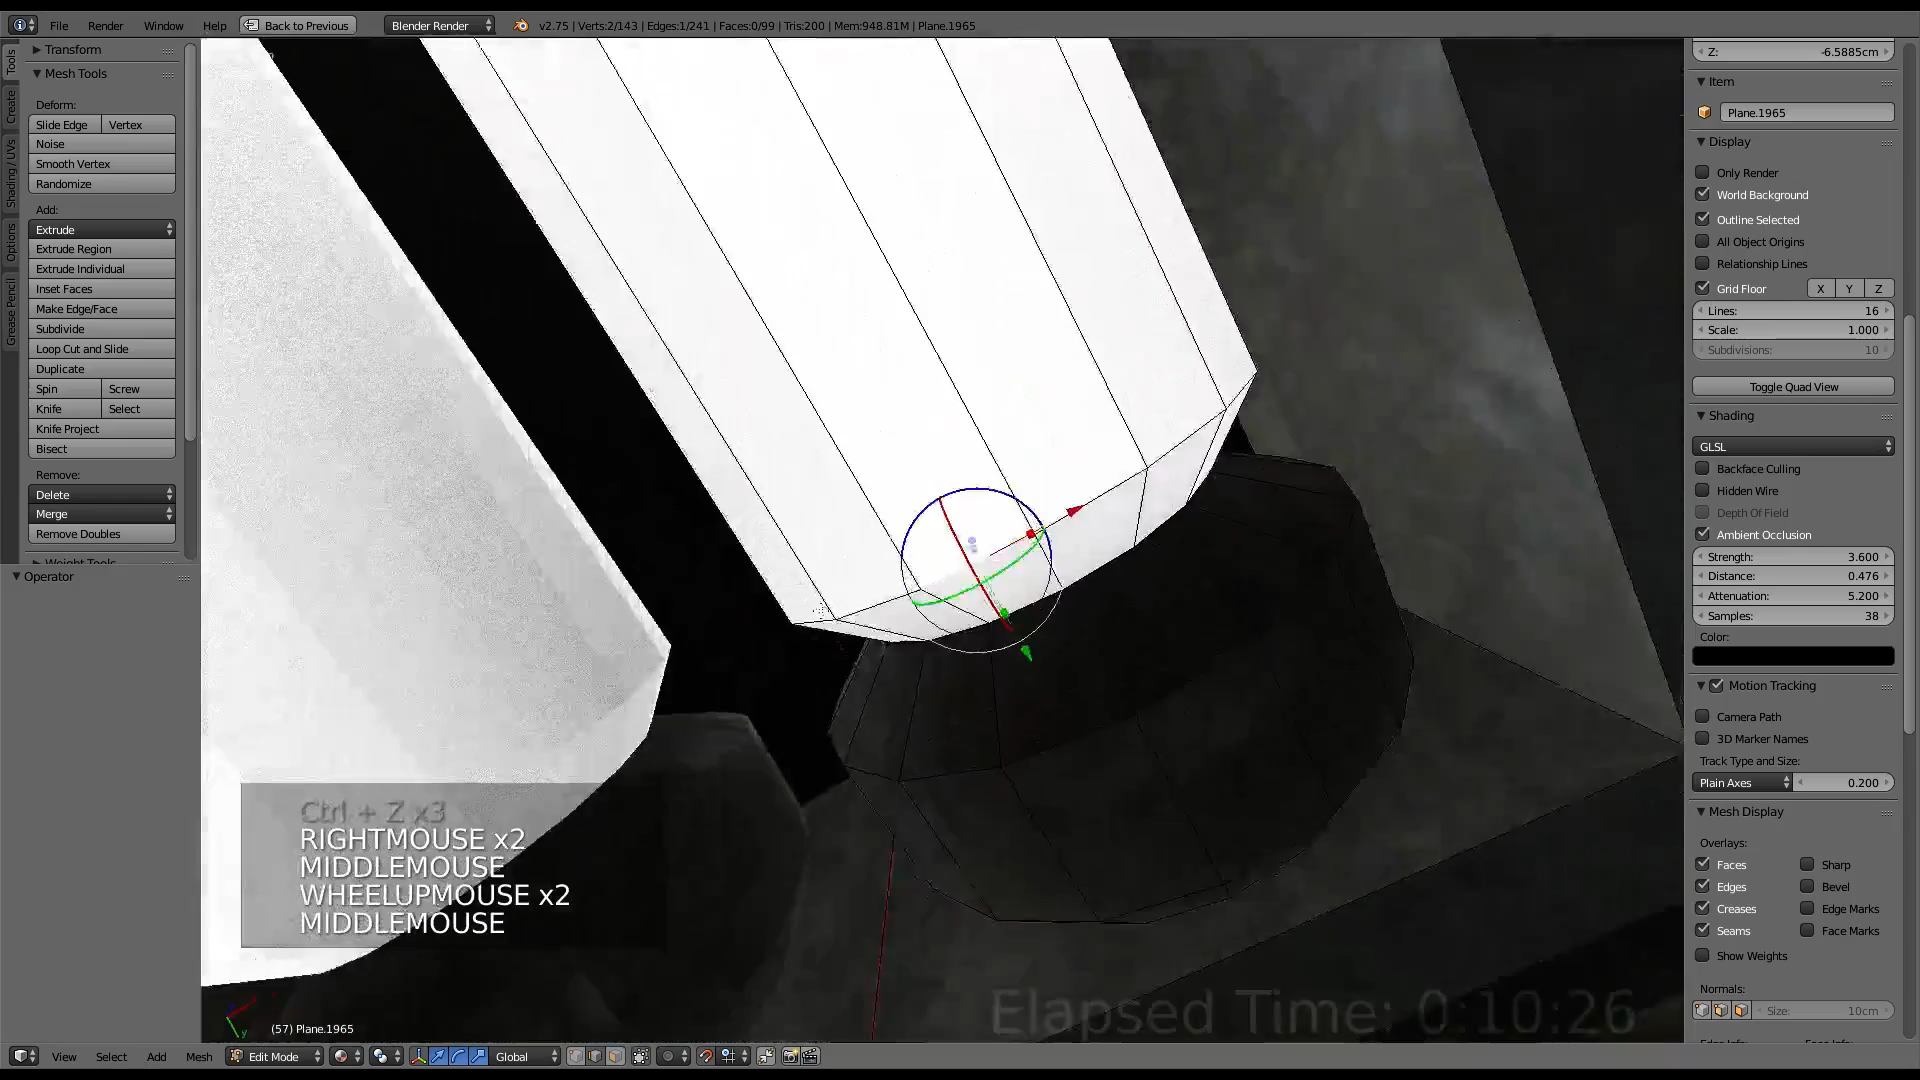 File Render Window Help Back to Previous Blender Render v2.75 | Verts:2/143 | Edges:1/241 | Faces:0/99 | Tris:200 | Mem:948.81M | Plane.1965
Tools
Create
Shading / UVs
Options
Grease Pencil
Transform
Mesh Tools
Deform:
Slide Edge Vertex
Noise
Smooth Vertex
Randomize
Add:
Extrude
Extrude Region
Extrude Individual
Inset Faces
Make Edge/Face
Subdivide
Loop Cut and Slide
Duplicate
Spin Screw
Knife Select
Knife Project
Bisect
Remove:
Delete
Merge
Remove Doubles
Weight Tools
Operator
Ctrl + Z x3
RIGHTMOUSE x2
MIDDLEMOUSE
WHEELUPMOUSE x2
MIDDLEMOUSE
y
(57) Plane.1965
Elapsed Time: 0:10:26
Z: -6.5885cm
Item
Plane.1965
Display
Only Render
World Background
Outline Selected
All Object Origins
Relationship Lines
Grid Floor X Y Z
Lines: 16
Scale: 1.000
Subdivisions: 10
Toggle Quad View
Shading
GLSL
Backface Culling
Hidden Wire
Depth Of Field
Ambient Occlusion
Strength: 3.600
Distance: 0.476
Attenuation: 5.200
Samples: 38
Color:
Motion Tracking
Camera Path
3D Marker Names
Track Type and Size:
Plain Axes 0.200
Mesh Display
Overlays:
Faces Sharp
Edges Bevel
Creases Edge Marks
Seams Face Marks
Show Weights
Normals:
Size: 10cm
View Select Add Mesh Edit Mode Global